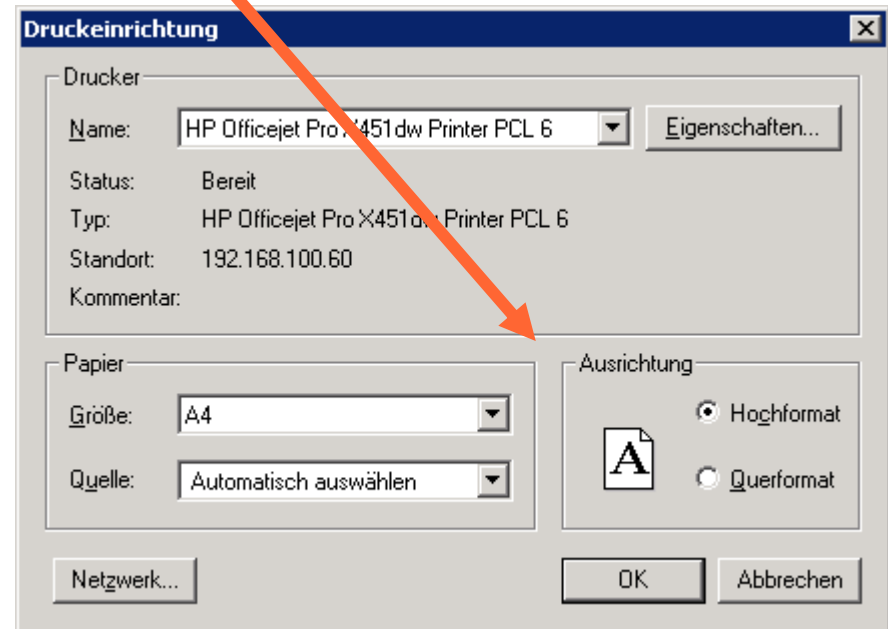 Druckeinrichtung
Drucker
Name: HP Officejet Pro X451dw Printer PCL 6 Eigenschaften...
Status: Bereit
Typ: HP Officejet Pro X451dw Printer PCL 6
Standort: 192.168.100.60
Kommentar:
Papier
Größe: A4
Quelle: Automatisch auswählen
Ausrichtung
A
Hochformat
Querformat
Netzwerk... OK Abbrechen